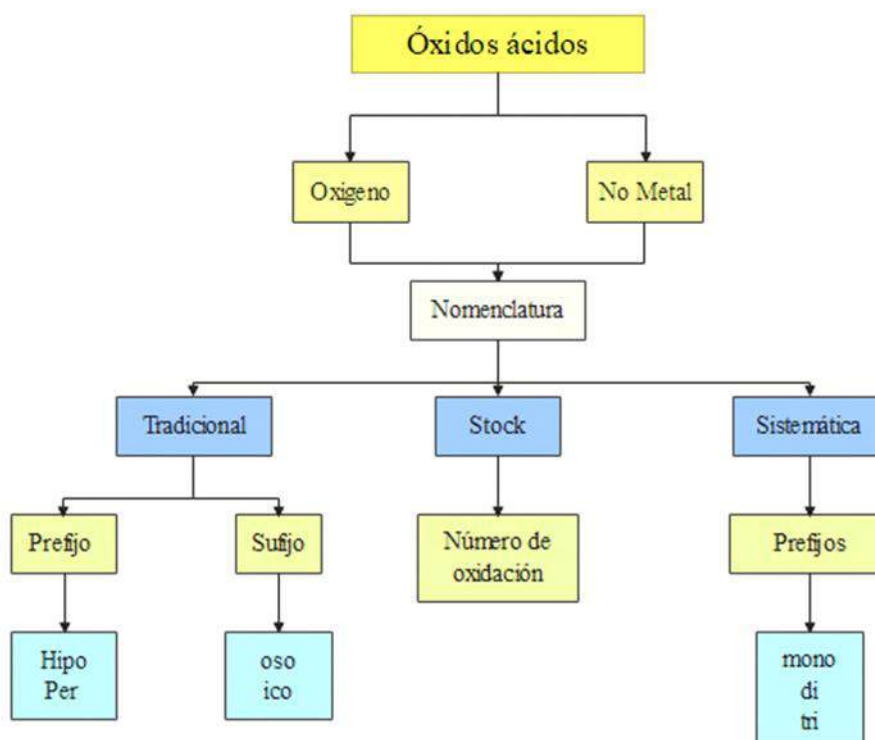 Óxidos ácidos
Oxigeno
No Metal
Nomenclatura
Tradicional
Stock
Sistemática
Prefijo
Sufijo
Número de
oxidación
Prefijos
Hipo
Per
oso
ico
mono
di
tri